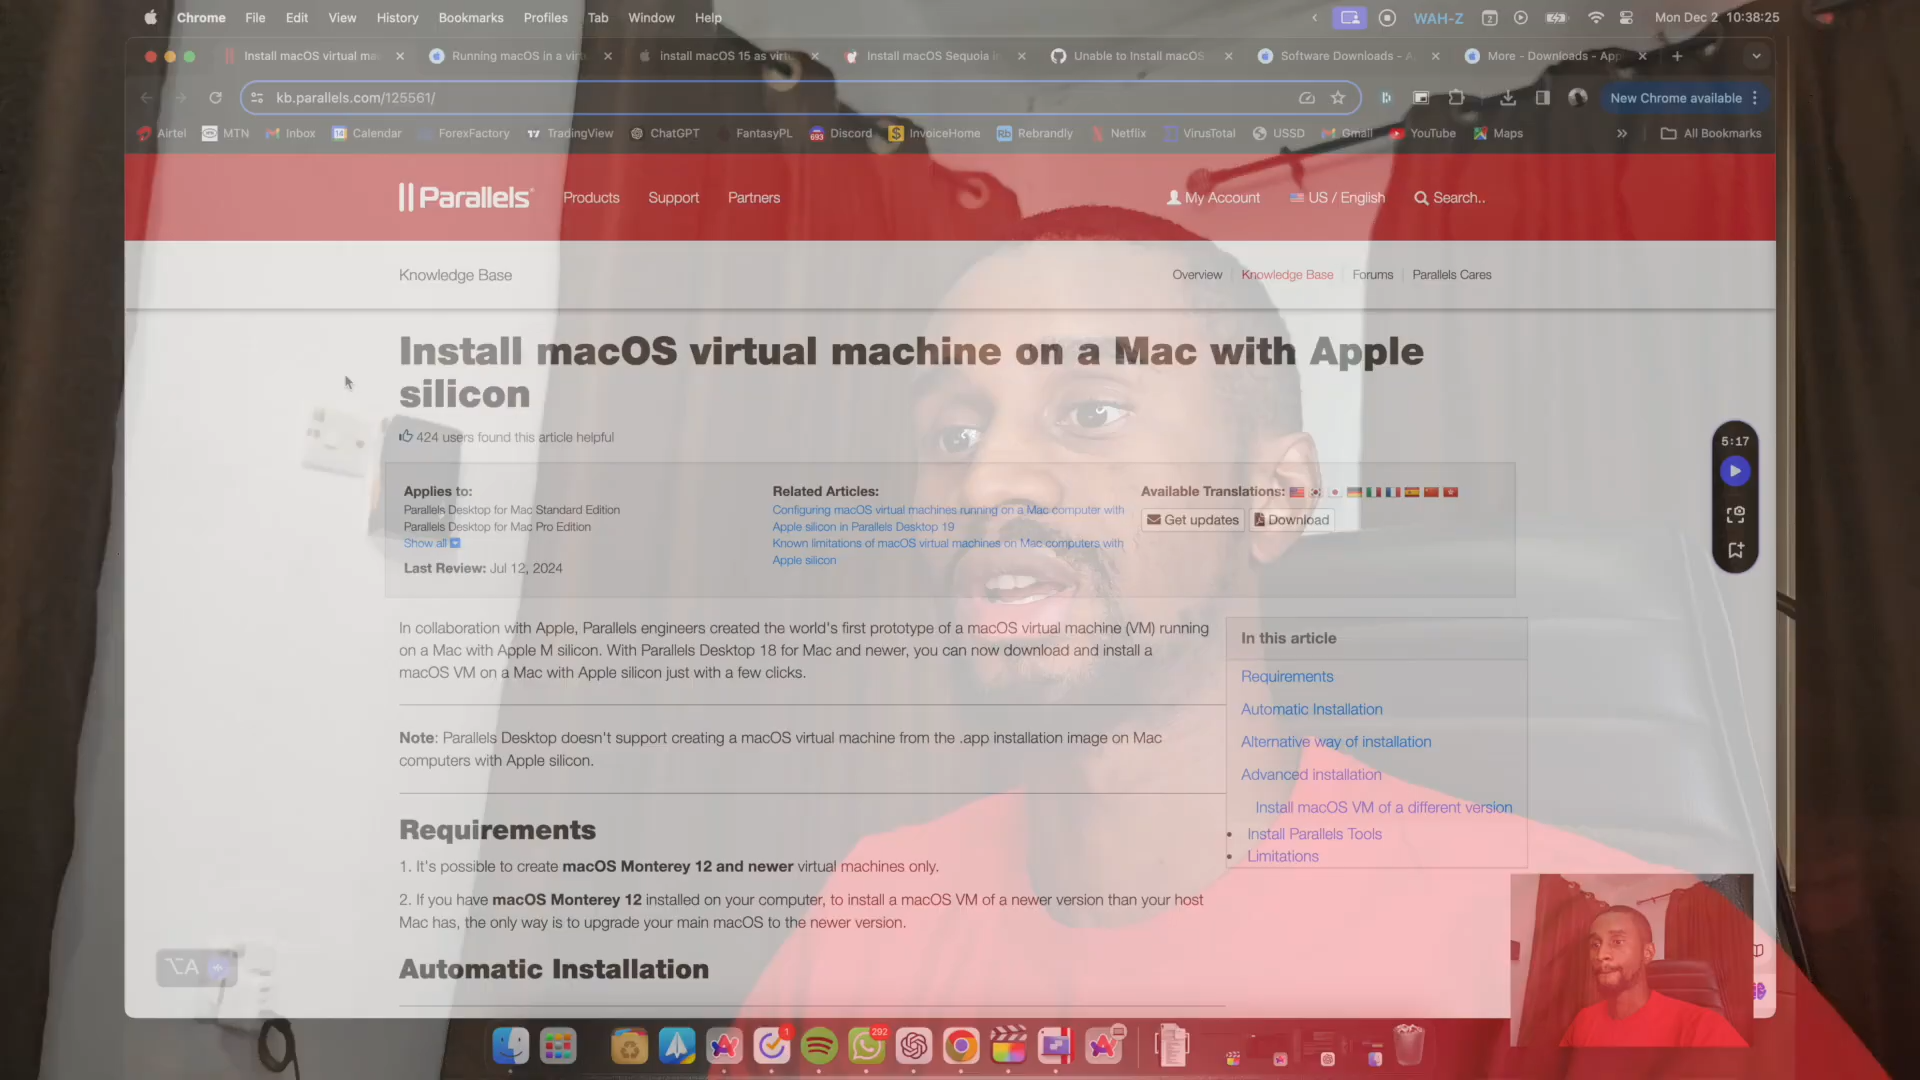 Chrome File Edit View History Bookmarks Profiles Tab Window Help
WAH-Z Mon Dec 2 10:38:25
Install macOS virtual ma
Running macOS in a virt
install macOS 15 as virtu
Install macOS Sequoia in
Unable to Install macOS
Software Downloads - A
More - Downloads - App
kb.parallels.com/125561/
New Chrome available
Airtel MTN Inbox Calendar ForexFactory TradingView ChatGPT FantasyPL Discord InvoiceHome Rebrandly Netflix VirusTotal USSD Gmail YouTube Maps » All Bookmarks
Parallels Products Support Partners
My Account US / English Search..
Knowledge Base
Overview Knowledge Base Forums Parallels Cares
Install macOS virtual machine on a Mac with Apple
silicon
424 users found this article helpful
Applies to:
Parallels Desktop for Mac Standard Edition
Parallels Desktop for Mac Pro Edition
Show all
Last Review: Jul 12, 2024
Related Articles:
Configuring macOS virtual machines running on a Mac computer with
Apple silicon in Parallels Desktop 19
Known limitations of macOS virtual machines on Mac computers with
Apple silicon
Available Translations:
Get updates Download
5:17
In collaboration with Apple, Parallels engineers created the world's first prototype of a macOS virtual machine (VM) running
on a Mac with Apple M silicon. With Parallels Desktop 18 for Mac and newer, you can now download and install a
macOS VM on a Mac with Apple silicon just with a few clicks.
Note: Parallels Desktop doesn't support creating a macOS virtual machine from the .app installation image on Mac
computers with Apple silicon.
Requirements
1. It's possible to create macOS Monterey 12 and newer virtual machines only.
2. If you have macOS Monterey 12 installed on your computer, to install a macOS VM of a newer version than your host
Mac has, the only way is to upgrade your main macOS to the newer version.
Automatic Installation
In this article
Requirements
Automatic Installation
Alternative way of installation
Advanced installation
Install macOS VM of a different version
Install Parallels Tools
Limitations
⌥A
1
292